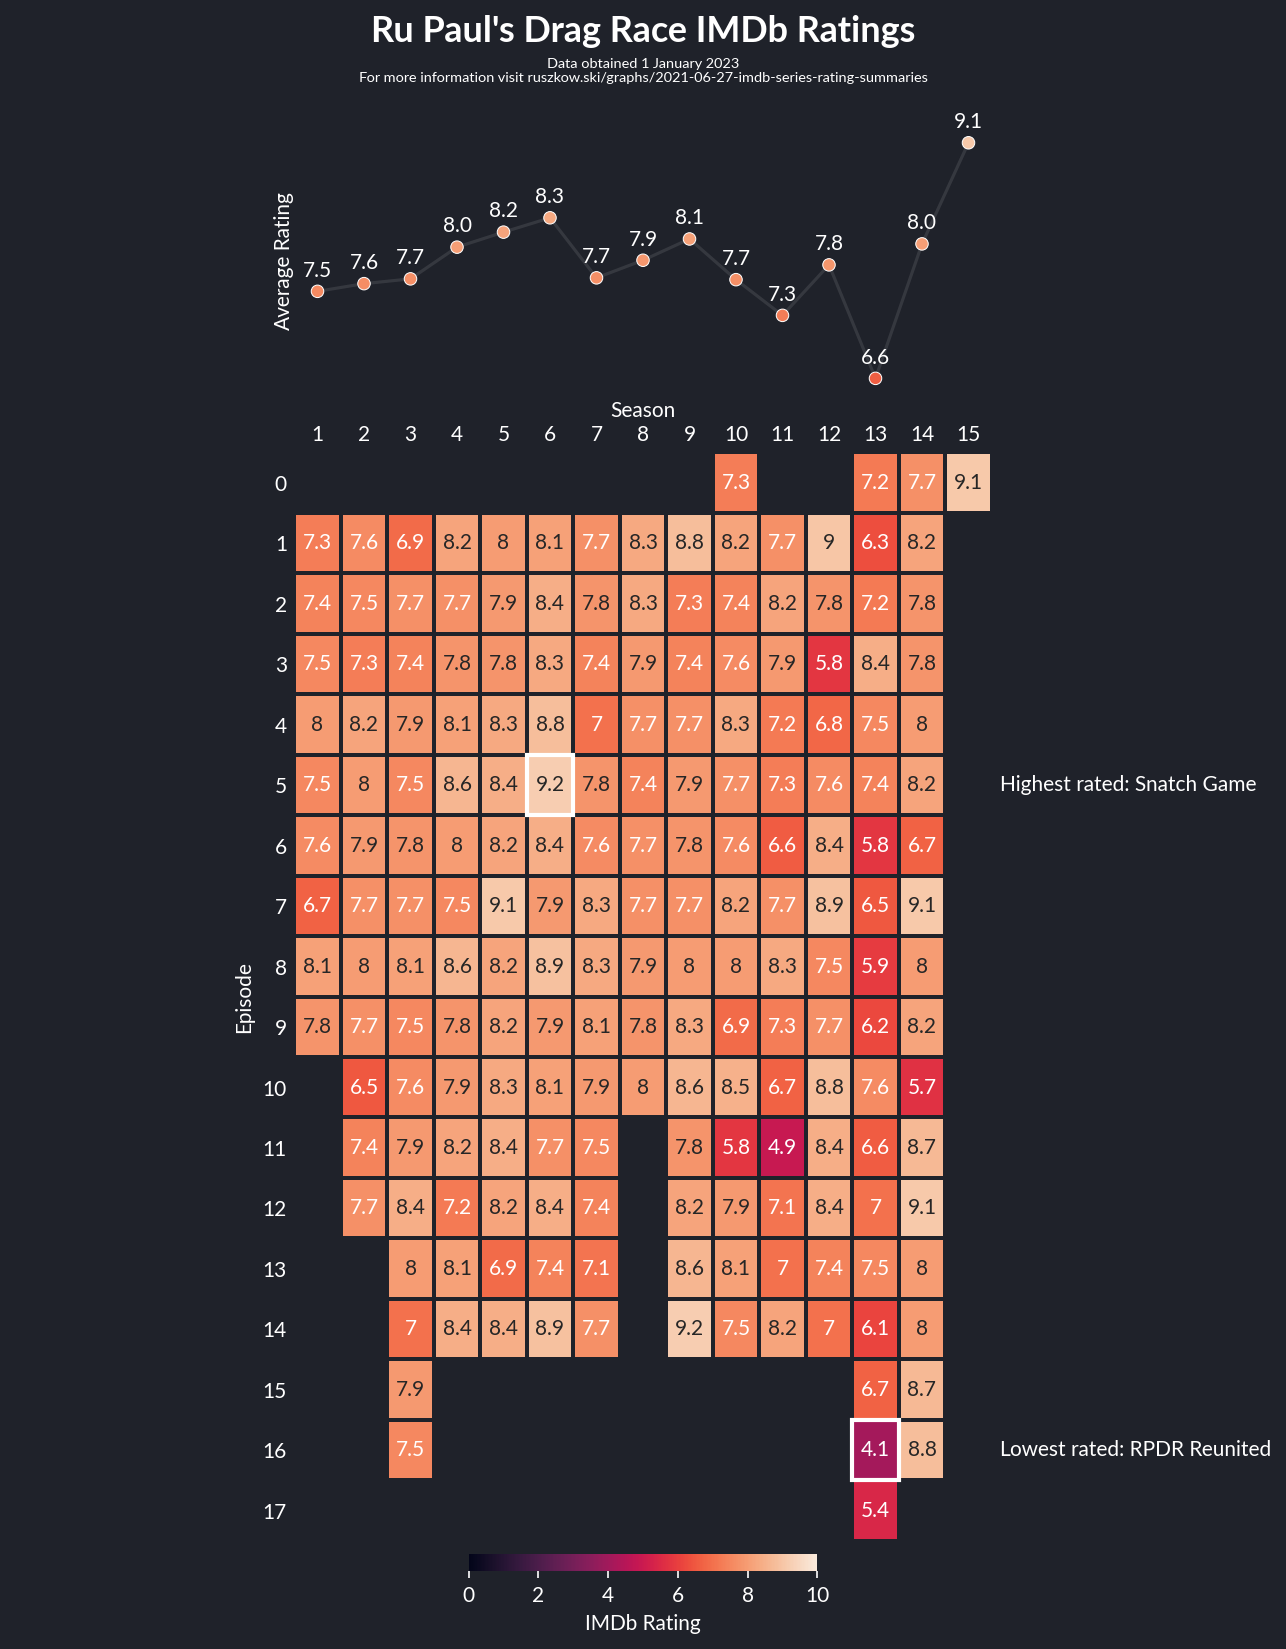 Ru Paul's Drag Race IMDb Ratings
Data obtained 1 January 2023
For more information visit ruszkow.ski/graphs/2021-06-27-imdb-series-rating-summaries
Average Rating
7.5 7.6 7.7 8.0 8.2 8.3 7.7 7.9 8.1 7.7 7.3 7.8 6.6 8.0 9.1
Season
1 2 3 4 5 6 7 8 9 10 11 12 13 14 15
Episode
0 7.3 7.2 7.7 9.1
1 7.3 7.6 6.9 8.2 8 8.1 7.7 8.3 8.8 8.2 7.7 9 6.3 8.2
2 7.4 7.5 7.7 7.7 7.9 8.4 7.8 8.3 7.3 7.4 8.2 7.8 7.2 7.8
3 7.5 7.3 7.4 7.8 7.8 8.3 7.4 7.9 7.4 7.6 7.9 5.8 8.4 7.8
4 8 8.2 7.9 8.1 8.3 8.8 7 7.7 7.7 8.3 7.2 6.8 7.5 8
5 7.5 8 7.5 8.6 8.4 9.2 7.8 7.4 7.9 7.7 7.3 7.6 7.4 8.2 Highest rated: Snatch Game
6 7.6 7.9 7.8 8 8.2 8.4 7.6 7.7 7.8 7.6 6.6 8.4 5.8 6.7
7 6.7 7.7 7.7 7.5 9.1 7.9 8.3 7.7 7.7 8.2 7.7 8.9 6.5 9.1
8 8.1 8 8.1 8.6 8.2 8.9 8.3 7.9 8 8 8.3 7.5 5.9 8
9 7.8 7.7 7.5 7.8 8.2 7.9 8.1 7.8 8.3 6.9 7.3 7.7 6.2 8.2
10 6.5 7.6 7.9 8.3 8.1 7.9 8 8.6 8.5 6.7 8.8 7.6 5.7
11 7.4 7.9 8.2 8.4 7.7 7.5 7.8 5.8 4.9 8.4 6.6 8.7
12 7.7 8.4 7.2 8.2 8.4 7.4 8.2 7.9 7.1 8.4 7 9.1
13 8 8.1 6.9 7.4 7.1 8.6 8.1 7 7.4 7.5 8
14 7 8.4 8.4 8.9 7.7 9.2 7.5 8.2 7 6.1 8
15 7.9 6.7 8.7
16 7.5 4.1 8.8 Lowest rated: RPDR Reunited
17 5.4
0 2 4 6 8 10
IMDb Rating